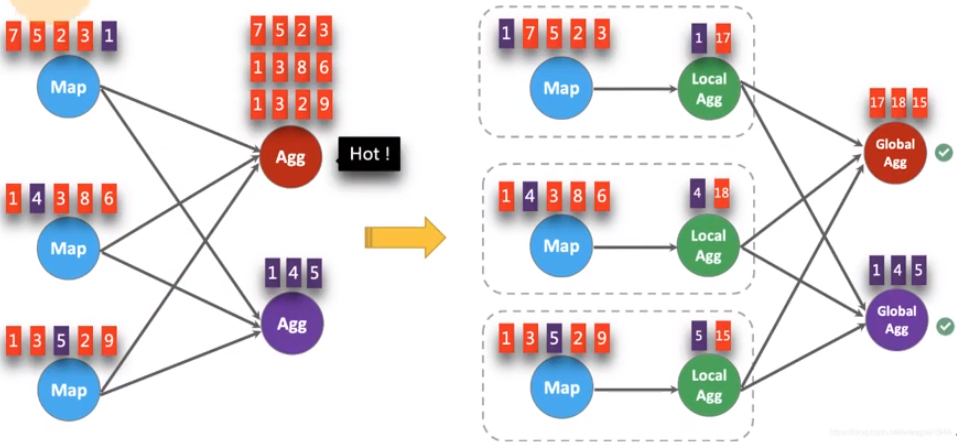 7 5 2 3 1
Map
7 5 2 3
1 3 8 6
1 3 2 9
Agg
Hot !
1 4 3 8 6
Map
1 4 5
Agg
1 3 5 2 9
Map
1 7 5 2 3
Map
1 17
Local
Agg
1 4 3 8 6
Map
4 18
Local
Agg
1 3 5 2 9
Map
5 15
Local
Agg
17 18 15
Global
Agg
1 4 5
Global
Agg